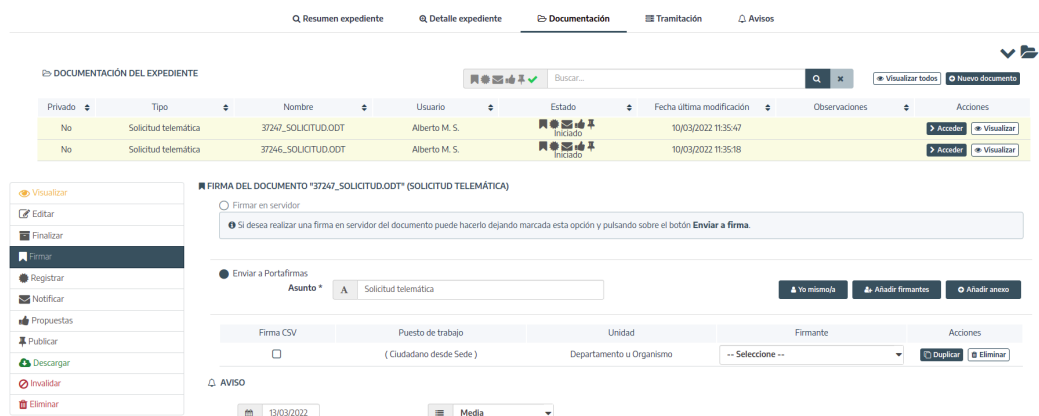 Resumen expediente Detalle expediente Documentación Tramitación Avisos
DOCUMENTACIÓN DEL EXPEDIENTE Buscar... Visualizar todos Nuevo documento
Privado Tipo Nombre Usuario Estado Fecha última modificación Observaciones Acciones
No Solicitud telemática 37247_SOLICITUD.ODT Alberto M. S. Iniciado 10/03/2022 11:35:47 Acceder Visualizar
No Solicitud telemática 37246_SOLICITUD.ODT Alberto M. S. Iniciado 10/03/2022 11:35:18 Acceder Visualizar
Visualizar
Editar
Finalizar
Firmar
Registrar
Notificar
Propuestas
Publicar
Descargar
Invalidar
Eliminar
FIRMA DEL DOCUMENTO "37247_SOLICITUD.ODT" (SOLICITUD TELEMÁTICA)
Firmar en servidor
Si desea realizar una firma en servidor del documento puede hacerlo dejando marcada esta opción y pulsando sobre el botón Enviar a firma.
Enviar a Portafirmas
Asunto * A Solicitud telemática Yo mismo/a Añadir firmantes Añadir anexo
Firma CSV Puesto de trabajo Unidad Firmante Acciones
( Ciudadano desde Sede ) Departamento u Organismo -- Seleccione -- Duplicar Eliminar
AVISO
13/03/2022 Media